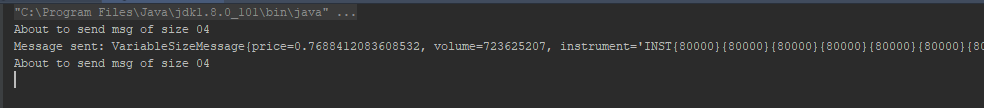 "C:\Program Files\Java\jdk1.8.0_101\bin\java" ...
About to send msg of size 04
Message sent: VariableSizeMessage{price=0.7688412083608532, volume=723625207, instrument='INST{80000}{80000}{80000}{80000}{80000}{80000}{80
About to send msg of size 04